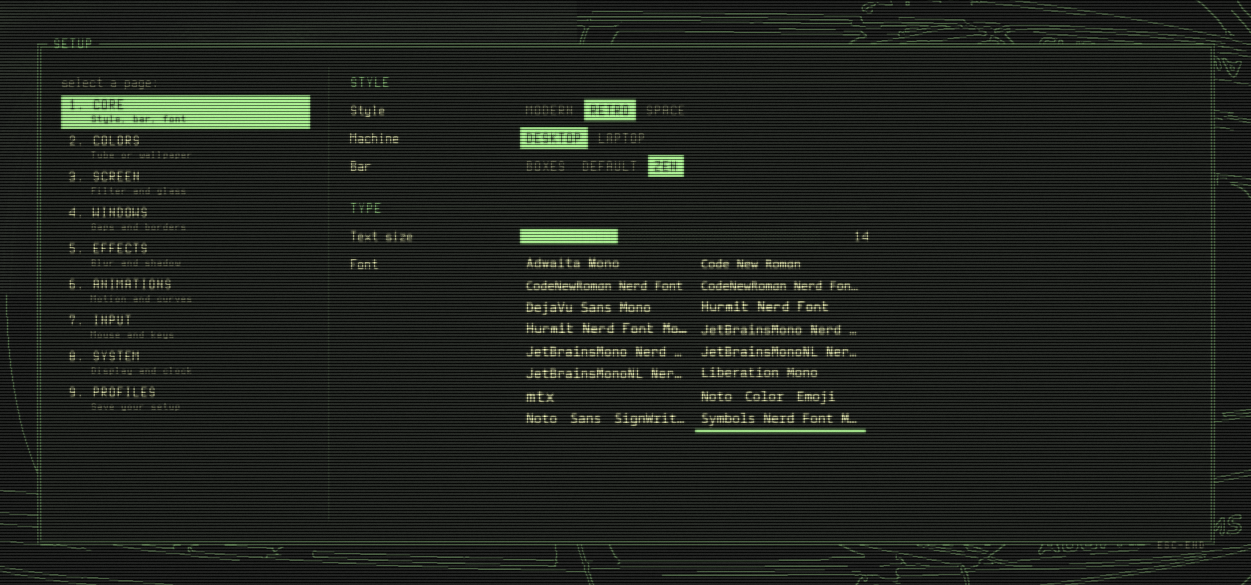 SETUP
select a page:
1. CORE
Style, bar, font
2. COLORS
Tube or wallpaper
3. SCREEN
Filter and glass
4. WINDOWS
Gaps and borders
5. EFFECTS
Blur and shadow
6. ANIMATIONS
Motion and curves
7. INPUT
Mouse and keys
8. SYSTEM
Display and clock
9. PROFILES
Save your setup
STYLE
Style MODERN RETRO SPACE
Machine DESKTOP LAPTOP
Bar BOXES DEFAULT ZEN
TYPE
Text size 14
Font
Adwaita Mono Code New Roman
CodeNewRoman Nerd Font CodeNewRoman Nerd Fon…
DejaVu Sans Mono Hurmit Nerd Font
Hurmit Nerd Font Mo… JetBrainsMono Nerd …
JetBrainsMono Nerd … JetBrainsMonoNL Ner…
JetBrainsMonoNL Ner… Liberation Mono
mtx Noto Color Emoji
Noto Sans SignWrit… Symbols Nerd Font M…